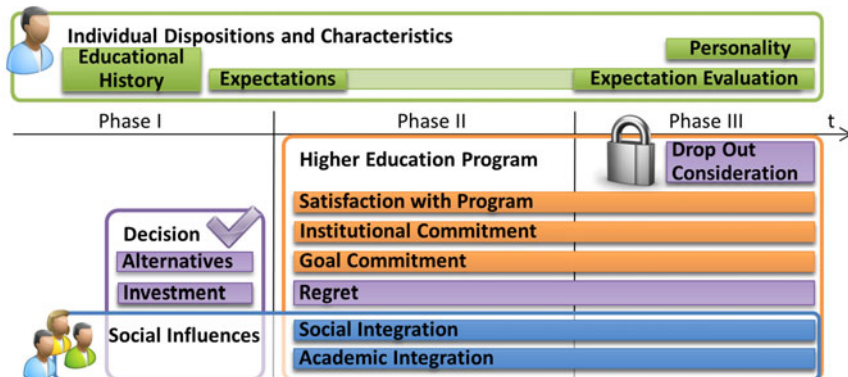 Individual Dispositions and Characteristics
Educational
History
Expectations
Personality
Expectation Evaluation
Phase I
Phase II
Phase III
t
Higher Education Program
Drop Out
Consideration
Satisfaction with Program
Decision
Institutional Commitment
Alternatives
Goal Commitment
Investment
Regret
Social Influences
Social Integration
Academic Integration